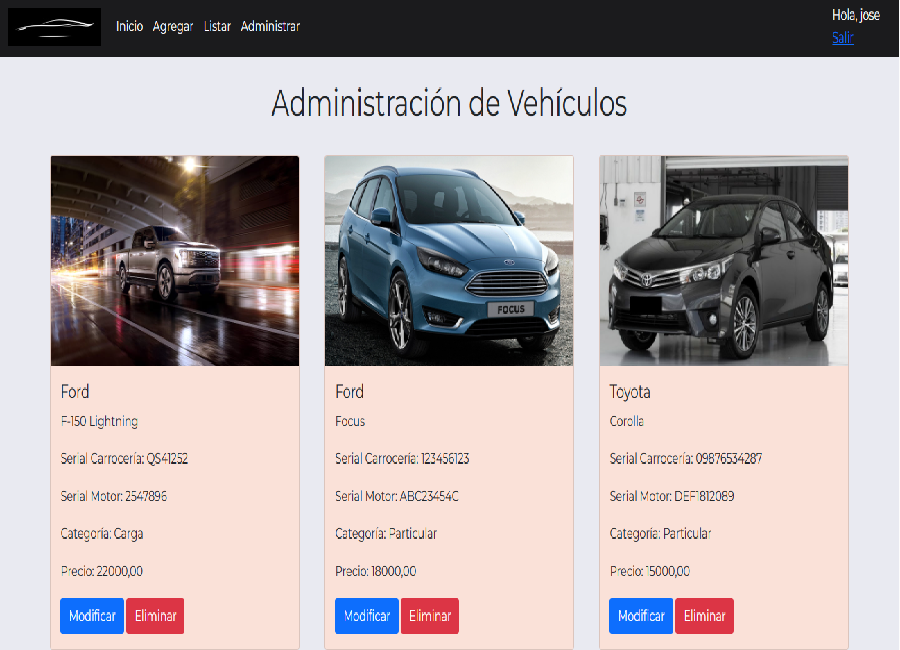 Inicio Agregar Listar Administrar
Hola, jose
Salir
Administración de Vehículos
FOCUS
Ford
F-150 Lightning
Serial Carrocería: QS41252
Serial Motor: 2547896
Categoría: Carga
Precio: 22000,00
Modificar Eliminar
Ford
Focus
Serial Carrocería: 123456123
Serial Motor: ABC23454C
Categoría: Particular
Precio: 18000,00
Modificar Eliminar
Toyota
Corolla
Serial Carrocería: 09876534287
Serial Motor: DEF1812089
Categoría: Particular
Precio: 15000,00
Modificar Eliminar